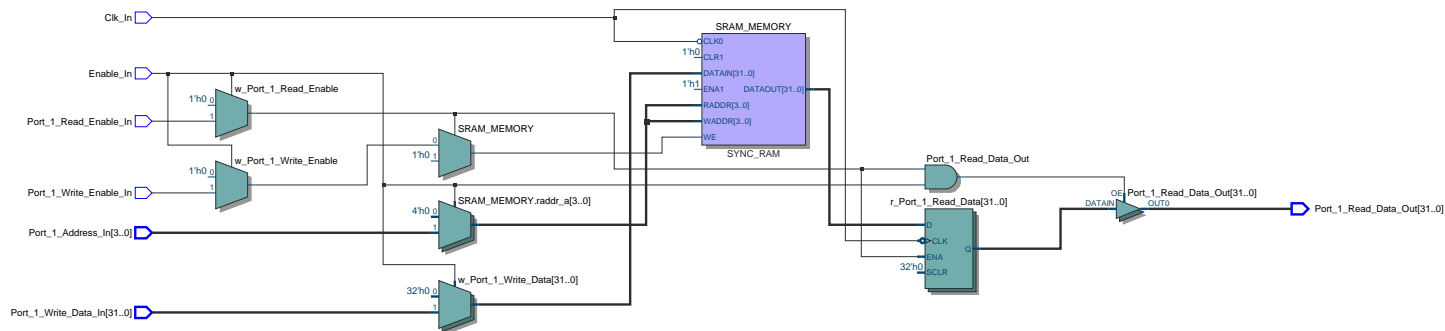 Clk_In
Enable_In
Port_1_Read_Enable_In
Port_1_Write_Enable_In
Port_1_Address_In[3..0]
Port_1_Write_Data_In[31..0]
w_Port_1_Read_Enable
1'h0 0
1
w_Port_1_Write_Enable
1'h0 0
1
SRAM_MEMORY
0
1'h0 1
SRAM_MEMORY.raddr_a[3..0]
4'h0 0
1
w_Port_1_Write_Data[31..0]
32'h0 0
1
SRAM_MEMORY
CLK0
1'h0 CLR1
DATAIN[31..0]
1'h1 ENA1 DATAOUT[31..0]
RADDR[3..0]
WADDR[3..0]
WE
SYNC_RAM
Port_1_Read_Data_Out
r_Port_1_Read_Data[31..0]
D
CLK
Q
ENA
32'h0 SCLR
Port_1_Read_Data_Out[31..0]
OE
DATAIN OUT0
Port_1_Read_Data_Out[31..0]